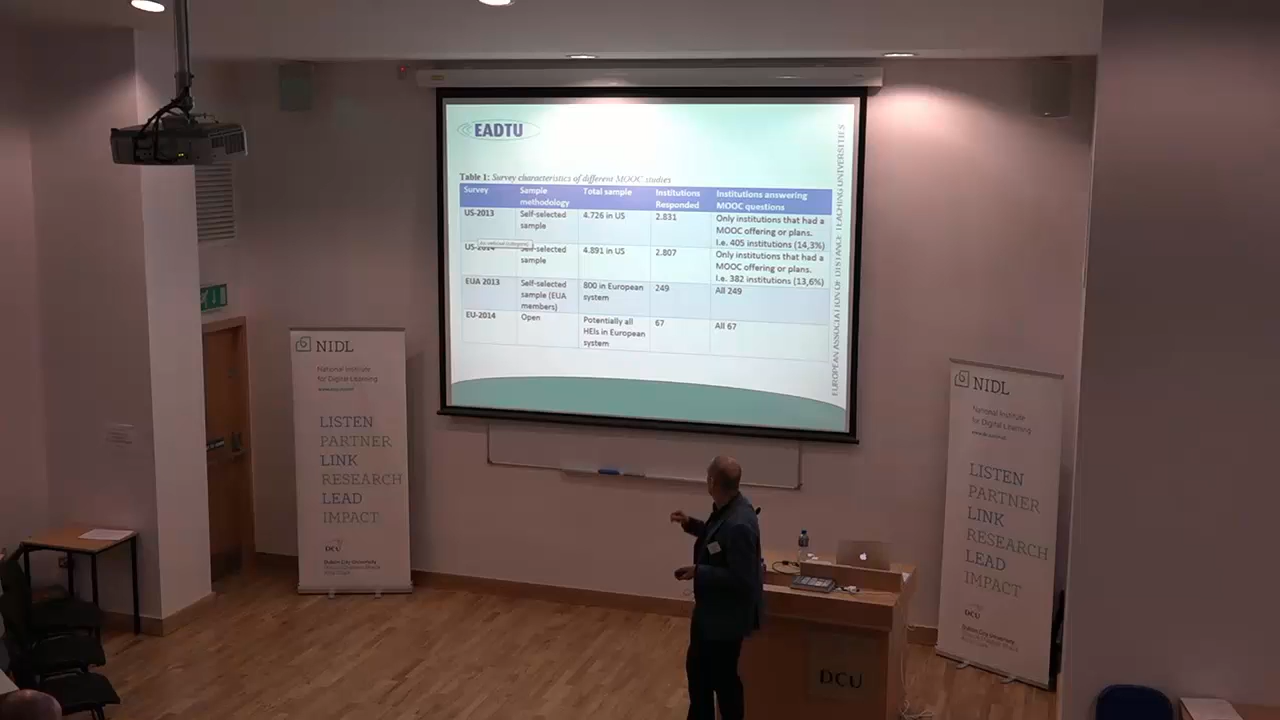 EADTU
EUROPEAN ASSOCIATION OF DISTANCE TEACHING UNIVERSITIES
Table 1: Survey characteristics of different MOOC studies
Survey Sample methodology Total sample Institutions Responded Institutions answering MOOC questions
US-2013 Self-selected sample 4.726 in US 2.831 Only institutions that had a MOOC offering or plans. I.e. 405 institutions (14,3%)
US-2014 Self-selected sample 4.891 in US 2.807 Only institutions that had a MOOC offering or plans. I.e. 382 institutions (13,6%)
EUA 2013 Self-selected sample (EUA members) 800 in European system 249 All 249
EU-2014 Open Potentially all HEIs in European system 67 All 67
NIDL
National Institute
for Digital Learning
LISTEN
PARTNER
LINK
RESEARCH
LEAD
IMPACT
DCU
Dublin City University
NIDL
National Institute
for Digital Learning
LISTEN
PARTNER
LINK
RESEARCH
LEAD
IMPACT
DCU
Dublin City University
DCU